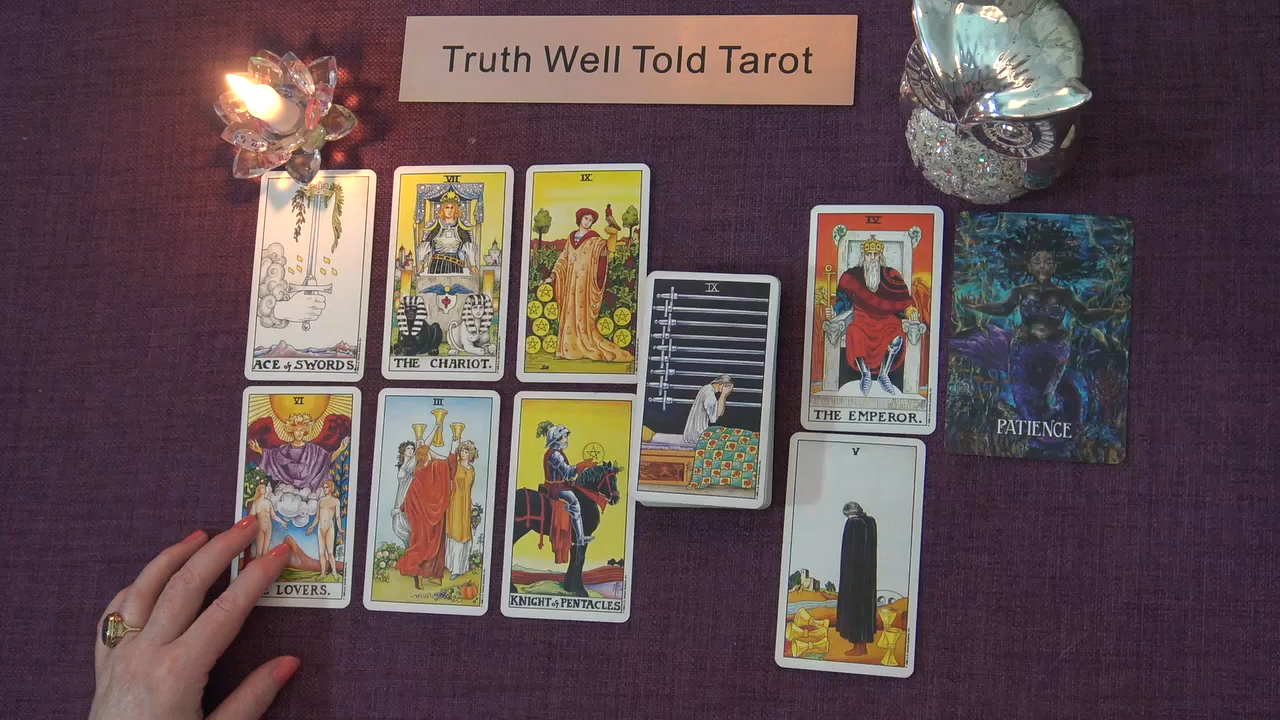 Truth Well Told Tarot
VII
IX
ACE of SWORDS.
THE CHARIOT.
IX
IV
THE EMPEROR.
PATIENCE
VI
III
LOVERS.
KNIGHT of PENTACLES
V